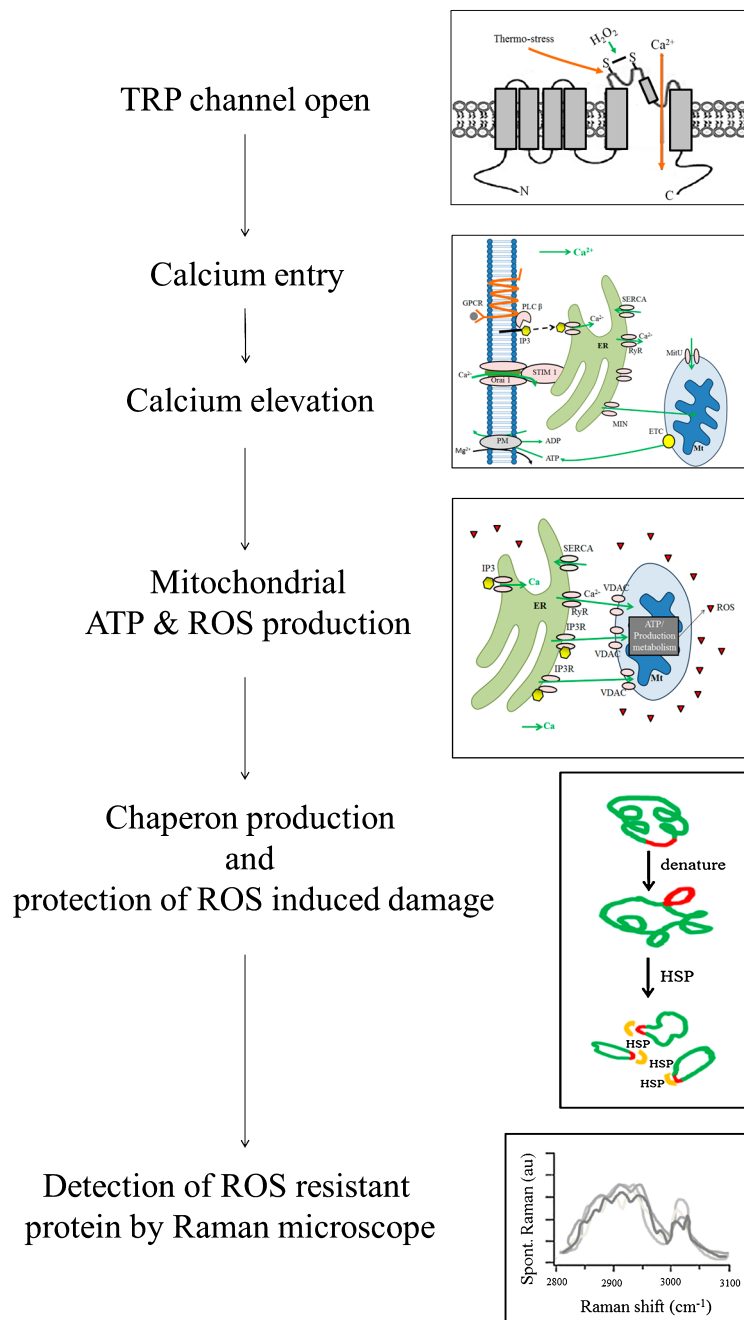 TRP channel open
Thermo-stress
H₂O₂
S
S
Ca²⁺
N
C
Calcium entry
Calcium elevation
Ca²⁺
GPCR
PLC β
IP3
Ca²⁻
SERCA
ER
Ca²⁻
RyR
MitU
Ca²⁻
Orai 1
STIM 1
MIN
ETC
Mt
PM
ADP
Mg²⁺
ATP
Mitochondrial
ATP & ROS production
IP3
Ca
SERCA
ER
Ca²⁻
RyR
VDAC
IP3R
VDAC
IP3R
VDAC
ATP/
Production
metabolism
Mt
ROS
Ca
Chaperon production
and
protection of ROS induced damage
denature
HSP
HSP
HSP
HSP
Detection of ROS resistant
protein by Raman microscope
Spont. Raman (au)
2800 2900 3000 3100
Raman shift (cm⁻¹)